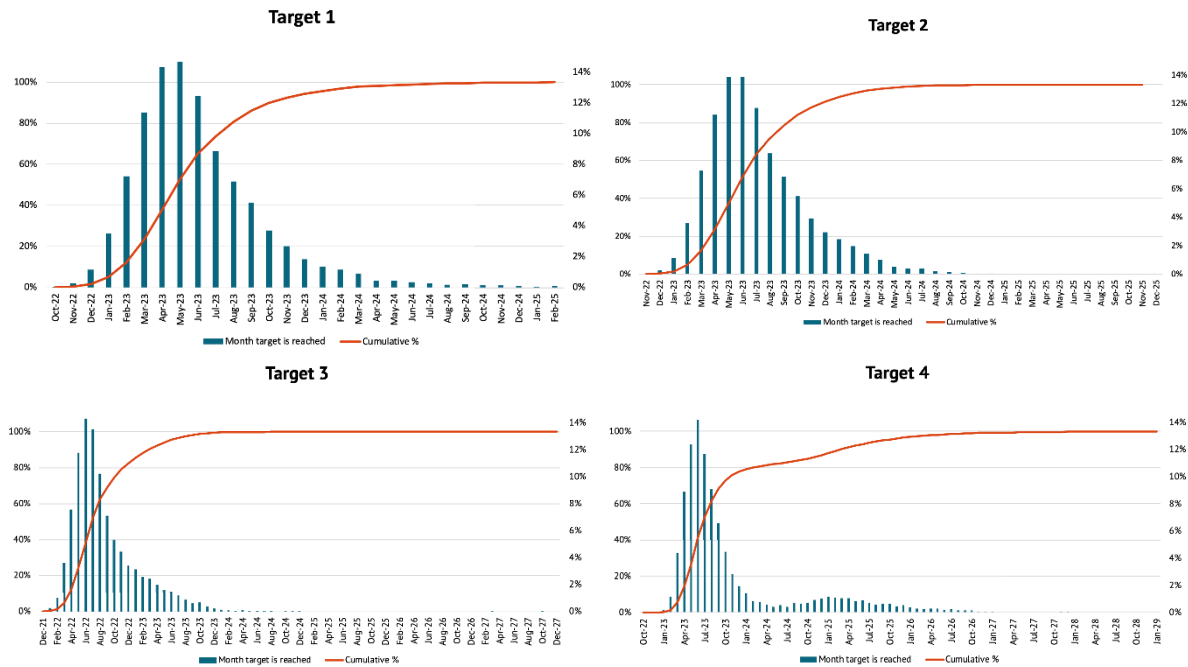 Target 1
100%
80%
60%
40%
20%
0%
14%
12%
10%
8%
6%
4%
2%
0%
Oct-22
Nov-22
Dec-22
Jan-23
Feb-23
Mar-23
Apr-23
May-23
Jun-23
Jul-23
Aug-23
Sep-23
Oct-23
Nov-23
Dec-23
Jan-24
Feb-24
Mar-24
Apr-24
May-24
Jun-24
Jul-24
Aug-24
Sep-24
Oct-24
Nov-24
Dec-24
Jan-25
Feb-25
Month target is reached
Cumulative %
Target 2
100%
80%
60%
40%
20%
0%
14%
12%
10%
8%
6%
4%
2%
0%
Nov-22
Dec-22
Jan-23
Feb-23
Mar-23
Apr-23
May-23
Jun-23
Jul-23
Aug-23
Sep-23
Oct-23
Nov-23
Dec-23
Jan-24
Feb-24
Mar-24
Apr-24
May-24
Jun-24
Jul-24
Aug-24
Sep-24
Oct-24
Nov-24
Dec-24
Jan-25
Feb-25
Mar-25
Apr-25
May-25
Jun-25
Jul-25
Aug-25
Sep-25
Oct-25
Nov-25
Dec-25
Month target is reached
Cumulative %
Target 3
100%
80%
60%
40%
20%
0%
14%
12%
10%
8%
6%
4%
2%
0%
Dec-21
Feb-22
Apr-22
Jun-22
Aug-22
Oct-22
Dec-22
Feb-23
Apr-23
Jun-23
Aug-23
Oct-23
Dec-23
Feb-24
Apr-24
Jun-24
Aug-24
Oct-24
Dec-24
Feb-25
Apr-25
Jun-25
Aug-25
Oct-25
Dec-25
Feb-26
Apr-26
Jun-26
Aug-26
Oct-26
Dec-26
Feb-27
Apr-27
Jun-27
Aug-27
Oct-27
Dec-27
Month target is reached
Cumulative %
Target 4
100%
80%
60%
40%
20%
0%
14%
12%
10%
8%
6%
4%
2%
0%
Oct-22
Jan-23
Apr-23
Jul-23
Oct-23
Jan-24
Apr-24
Jul-24
Oct-24
Jan-25
Apr-25
Jul-25
Oct-25
Jan-26
Apr-26
Jul-26
Oct-26
Jan-27
Apr-27
Jul-27
Oct-27
Jan-28
Apr-28
Jul-28
Oct-28
Jan-29
Month target is reached
Cumulative %